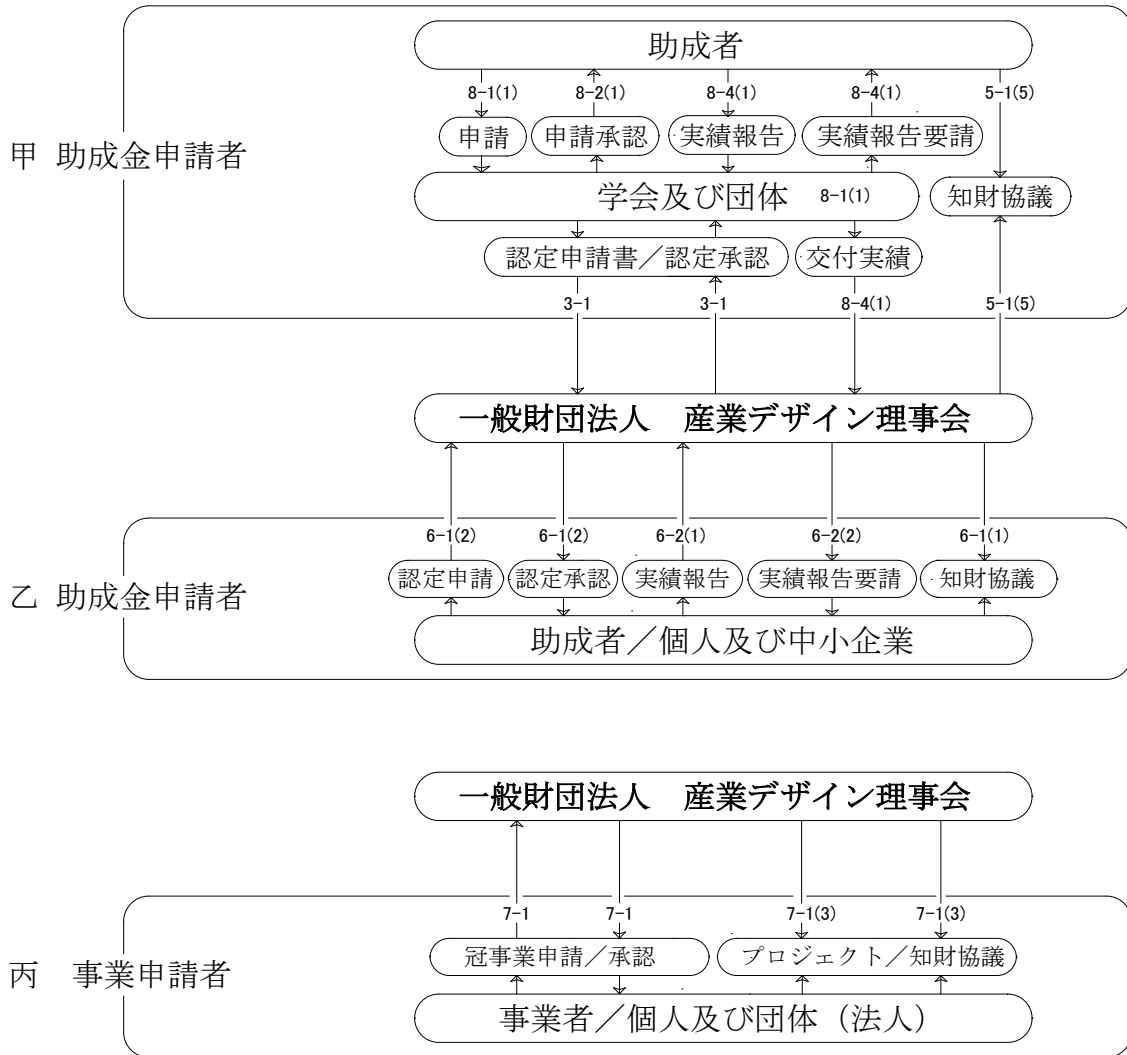 助成者
8-1(1) 8-2(1) 8-4(1) 8-4(1) 5-1(5)
申請 申請承認 実績報告 実績報告要請
甲 助成金申請者
学会及び団体 8-1(1) 知財協議
認定申請書／認定承認 交付実績
3-1 3-1 8-4(1) 5-1(5)
一般財団法人　産業デザイン理事会
6-1(2) 6-1(2) 6-2(1) 6-2(2) 6-1(1)
認定申請 認定承認 実績報告 実績報告要請 知財協議
乙 助成金申請者
助成者／個人及び中小企業
一般財団法人　産業デザイン理事会
7-1 7-1 7-1(3) 7-1(3)
冠事業申請／承認 プロジェクト／知財協議
丙　事業申請者
事業者／個人及び団体（法人）